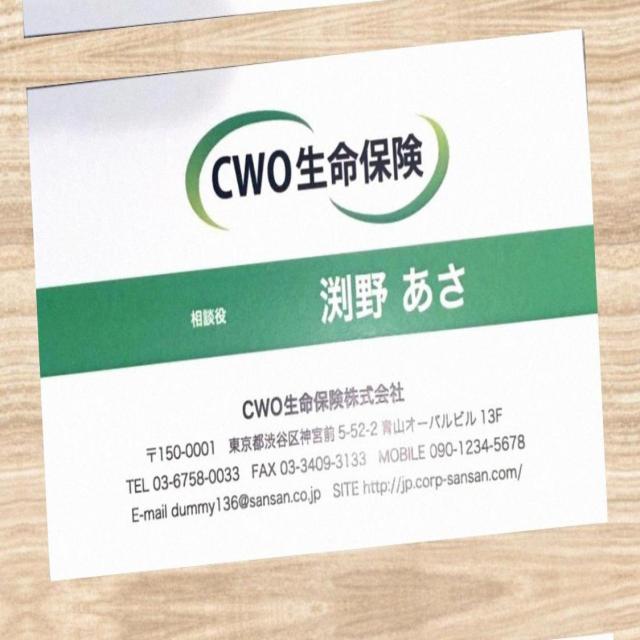 CWO生命保険
相談役 渕野 あさ
CWO生命保険株式会社
〒150-0001 東京都渋谷区神宮前 5-52-2 青山オーバルビル 13F
TEL 03-6758-0033 FAX 03-3409-3133 MOBILE 090-1234-5678
E-mail dummy136@sansan.co.jp SITE http://jp.corp-sansan.com/